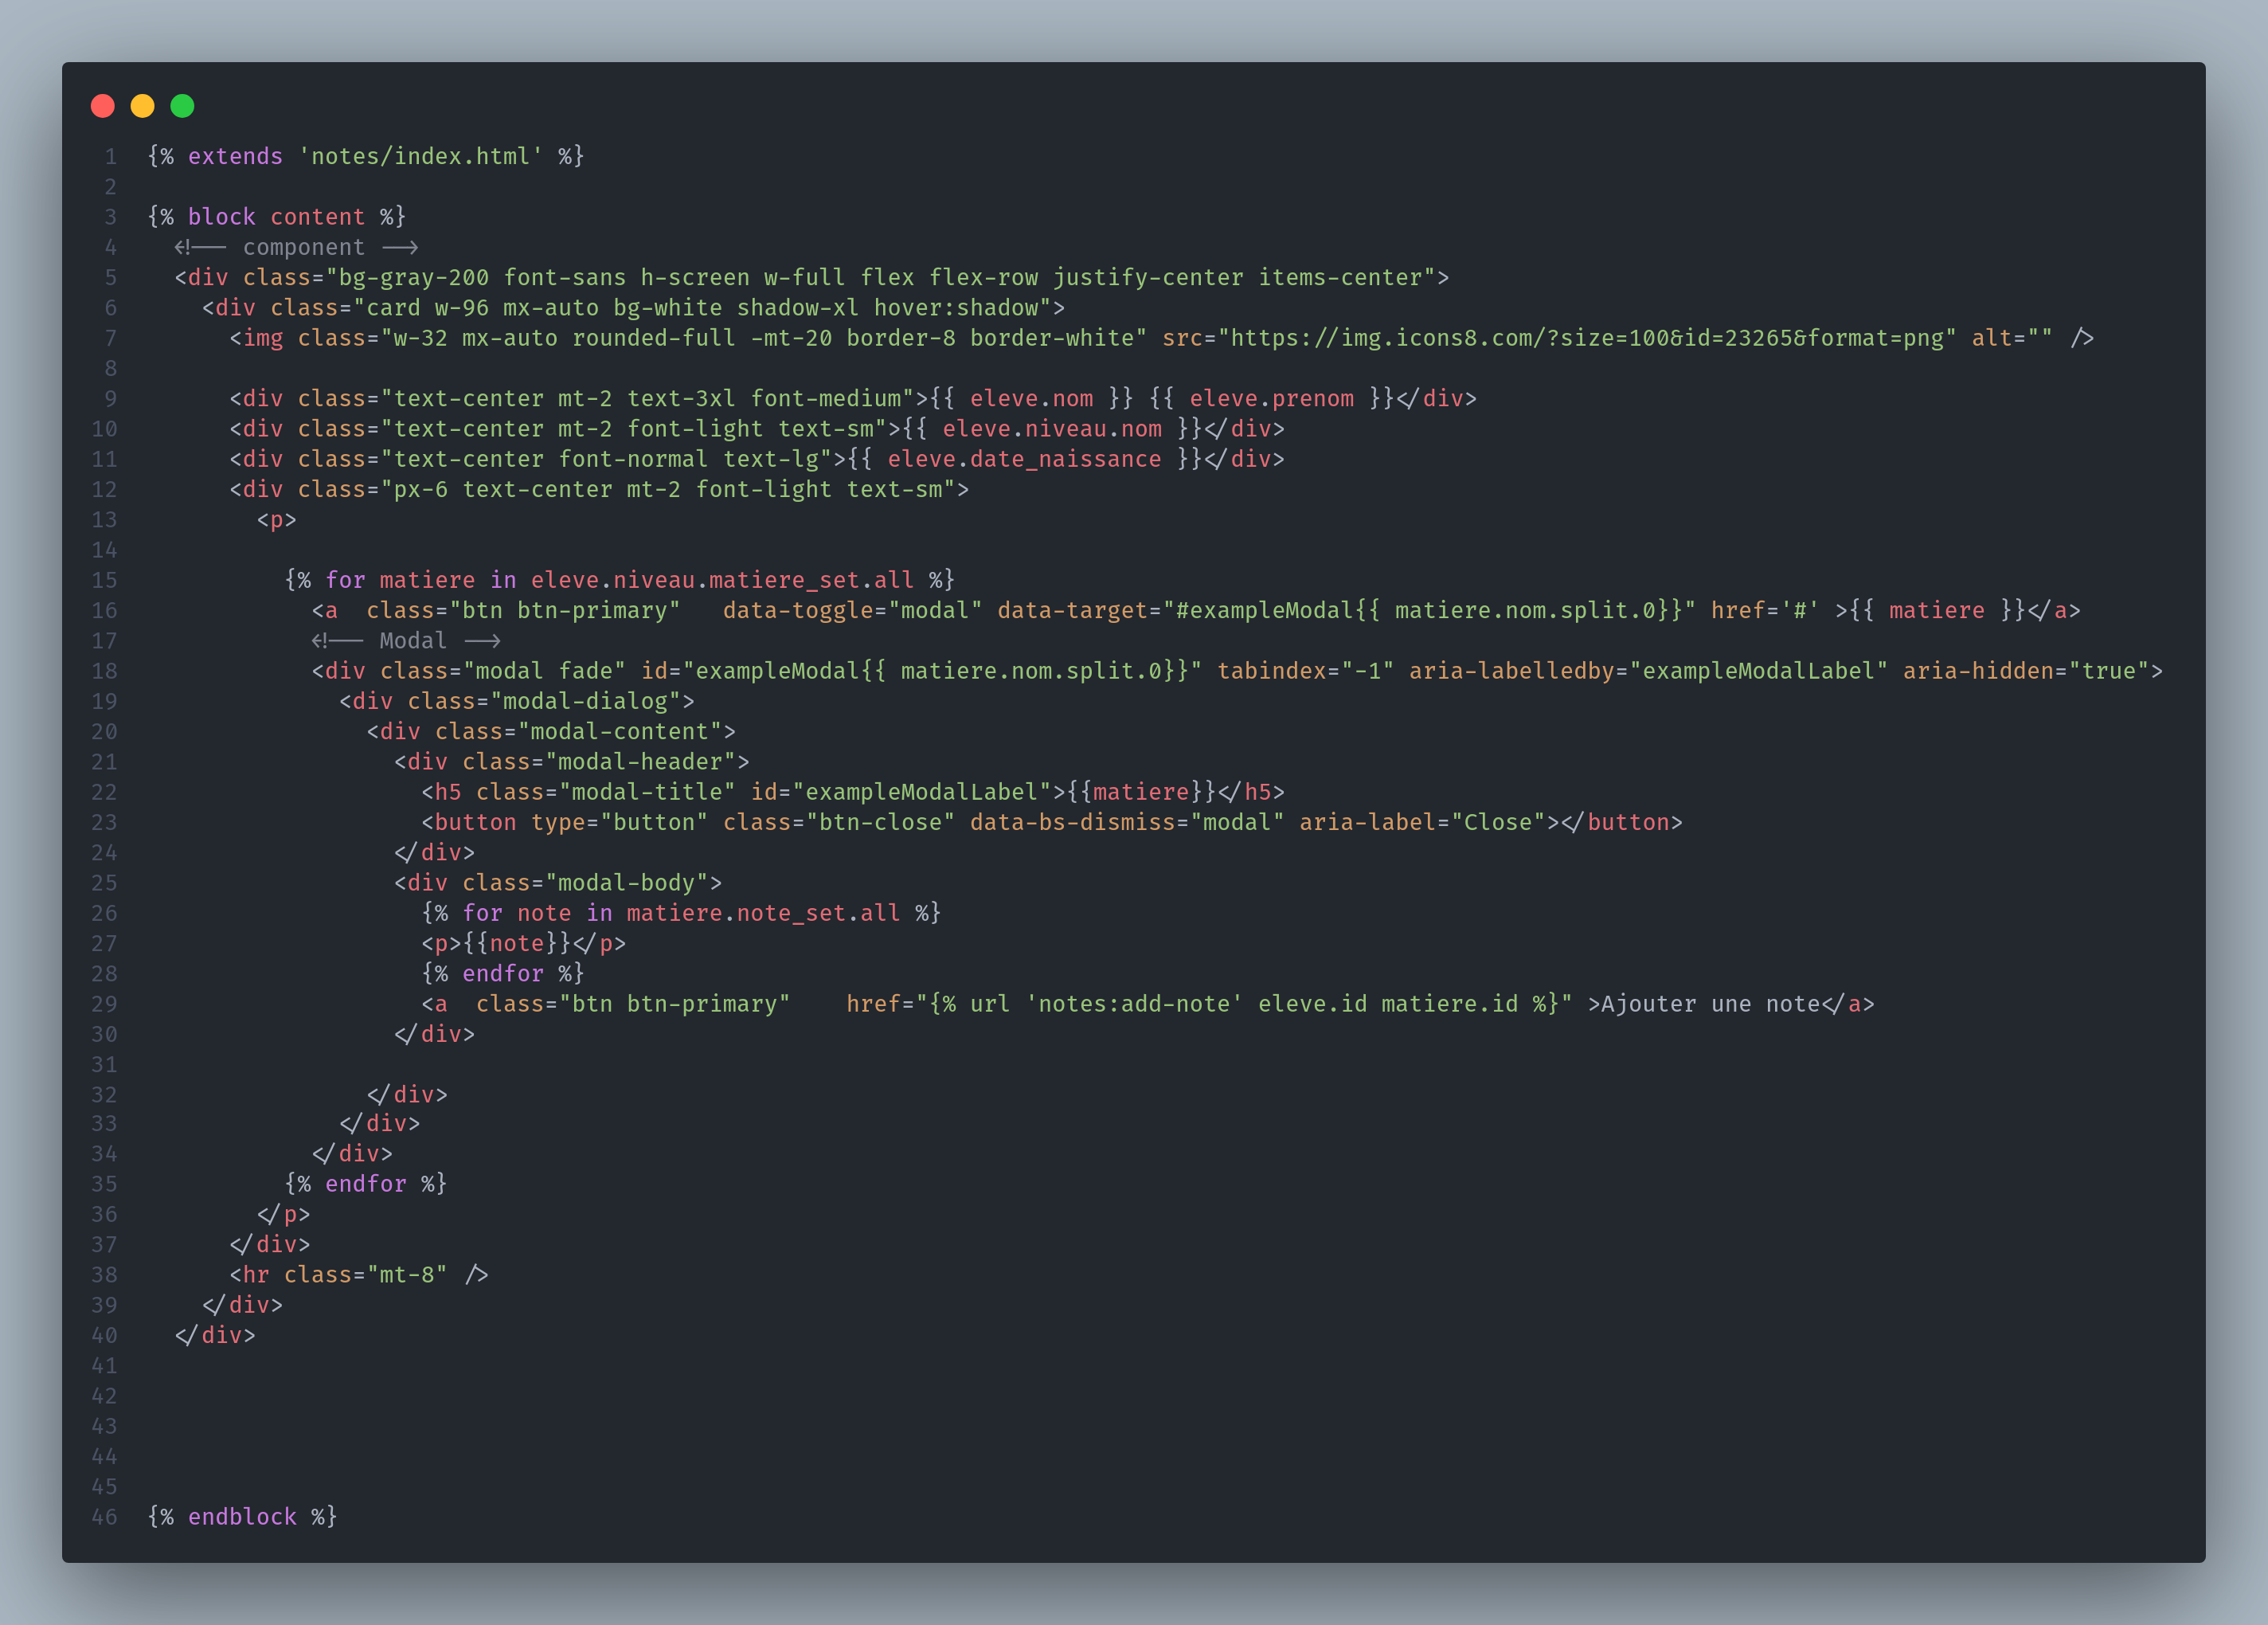 1 {% extends 'notes/index.html' %}
2
3 {% block content %}
4   <!-- component -->
5   <div class="bg-gray-200 font-sans h-screen w-full flex flex-row justify-center items-center">
6     <div class="card w-96 mx-auto bg-white shadow-xl hover:shadow">
7       <img class="w-32 mx-auto rounded-full -mt-20 border-8 border-white" src="https://img.icons8.com/?size=100&id=23265&format=png" alt="" />
8
9       <div class="text-center mt-2 text-3xl font-medium">{{ eleve.nom }} {{ eleve.prenom }}</div>
10       <div class="text-center mt-2 font-light text-sm">{{ eleve.niveau.nom }}</div>
11       <div class="text-center font-normal text-lg">{{ eleve.date_naissance }}</div>
12       <div class="px-6 text-center mt-2 font-light text-sm">
13         <p>
14
15           {% for matiere in eleve.niveau.matiere_set.all %}
16             <a  class="btn btn-primary"   data-toggle="modal" data-target="#exampleModal{{ matiere.nom.split.0}}" href='#' >{{ matiere }}</a>
17             <!-- Modal -->
18             <div class="modal fade" id="exampleModal{{ matiere.nom.split.0}}" tabindex="-1" aria-labelledby="exampleModalLabel" aria-hidden="true">
19               <div class="modal-dialog">
20                 <div class="modal-content">
21                   <div class="modal-header">
22                     <h5 class="modal-title" id="exampleModalLabel">{{matiere}}</h5>
23                     <button type="button" class="btn-close" data-bs-dismiss="modal" aria-label="Close"></button>
24                   </div>
25                   <div class="modal-body">
26                     {% for note in matiere.note_set.all %}
27                     <p>{{note}}</p>
28                     {% endfor %}
29                     <a  class="btn btn-primary"    href="{% url 'notes:add-note' eleve.id matiere.id %}" >Ajouter une note</a>
30                   </div>
31
32                 </div>
33               </div>
34             </div>
35           {% endfor %}
36         </p>
37       </div>
38       <hr class="mt-8" />
39     </div>
40   </div>
41
42
43
44
45
46 {% endblock %}